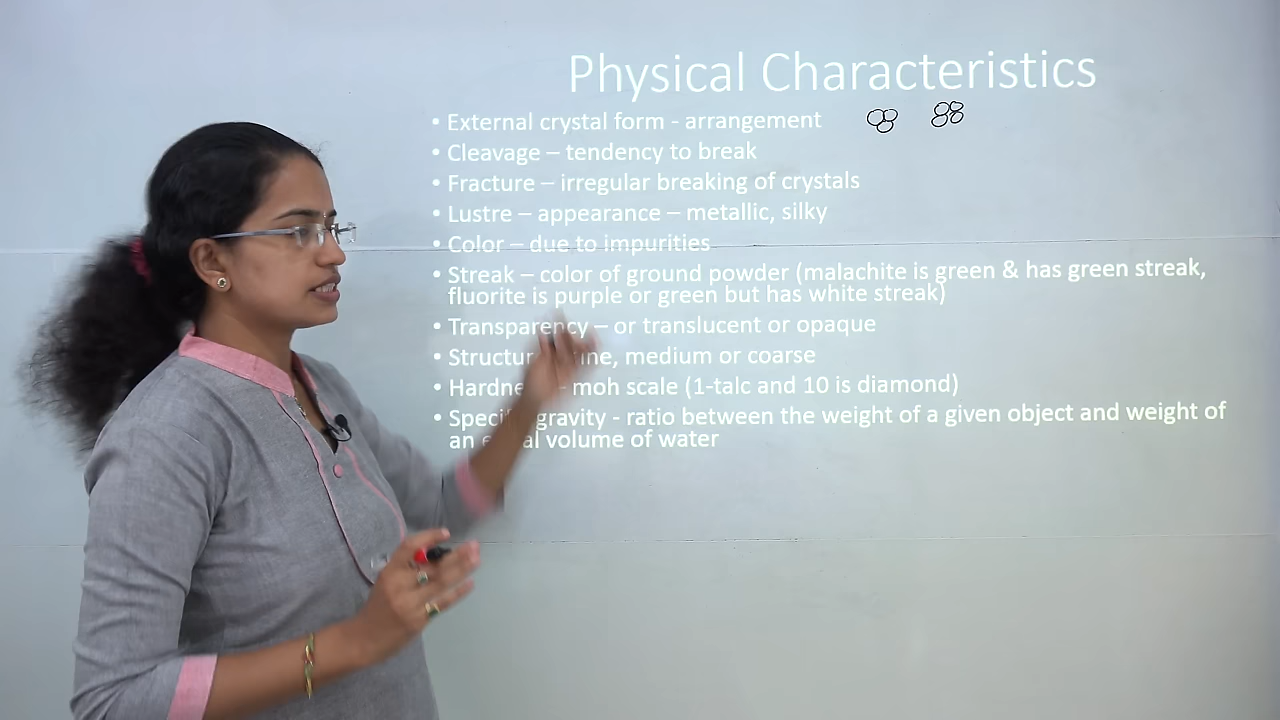 Physical Characteristics
• External crystal form - arrangement
• Cleavage – tendency to break
• Fracture – irregular breaking of crystals
• Lustre – appearance – metallic, silky
• Color – due to impurities
• Streak – color of ground powder (malachite is green & has green streak,
fluorite is purple or green but has white streak)
• Transparency – or translucent or opaque
• medium or coarse
• moh scale (1-talc and 10 is diamond)
• gravity - ratio between the weight of a given object and weight of
an volume of water